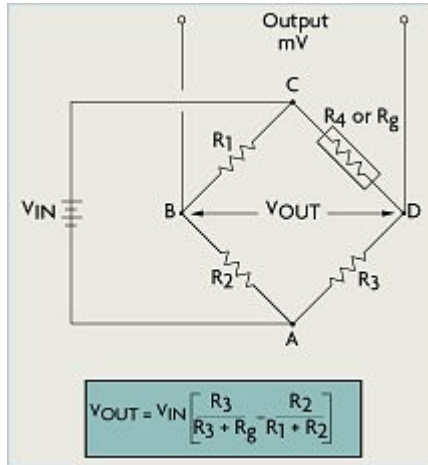 Output
mV
C
R1
R4 or Rg
VIN
B
VOUT
D
R2
R3
A
VOUT = VIN [ R3 / R3 + Rg - R2 / R1 + R2 ]